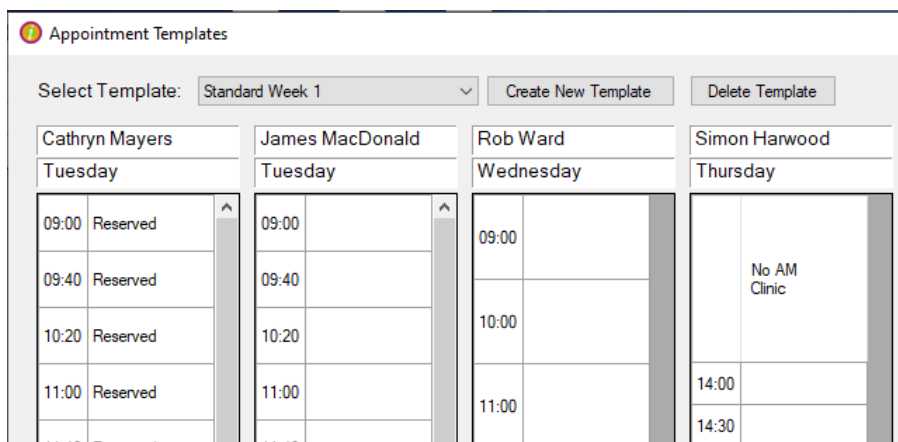 Appointment Templates
Select Template: Standard Week 1 Create New Template Delete Template
Cathryn Mayers James MacDonald Rob Ward Simon Harwood
Tuesday Tuesday Wednesday Thursday
09:00 Reserved
09:40 Reserved
10:20 Reserved
11:00 Reserved
09:00
09:40
10:20
11:00
09:00
10:00
11:00
No AM
Clinic
14:00
14:30